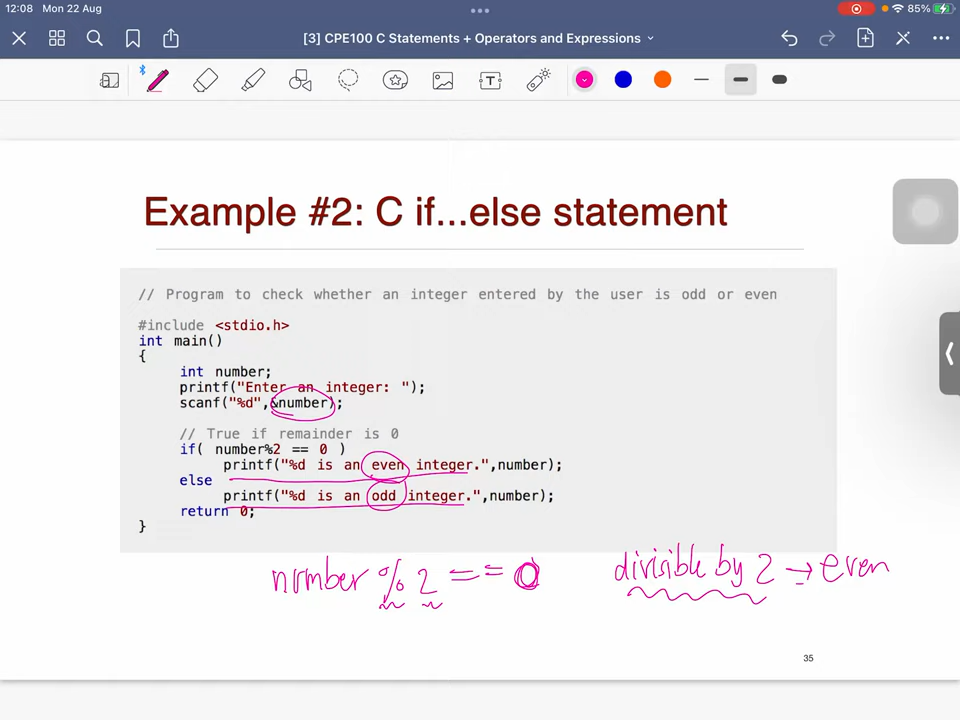 12:08 Mon 22 Aug 85%
[3] CPE100 C Statements + Operators and Expressions
T
Example #2: C if...else statement
// Program to check whether an integer entered by the user is odd or even
#include <stdio.h>
int main()
{
int number;
printf("Enter an integer: ");
scanf("%d",&number);
// True if remainder is 0
if( number%2 == 0 )
printf("%d is an even integer.",number);
else
printf("%d is an odd integer.",number);
return 0;
}
number % 2 == 0 divisible by 2 → even
35